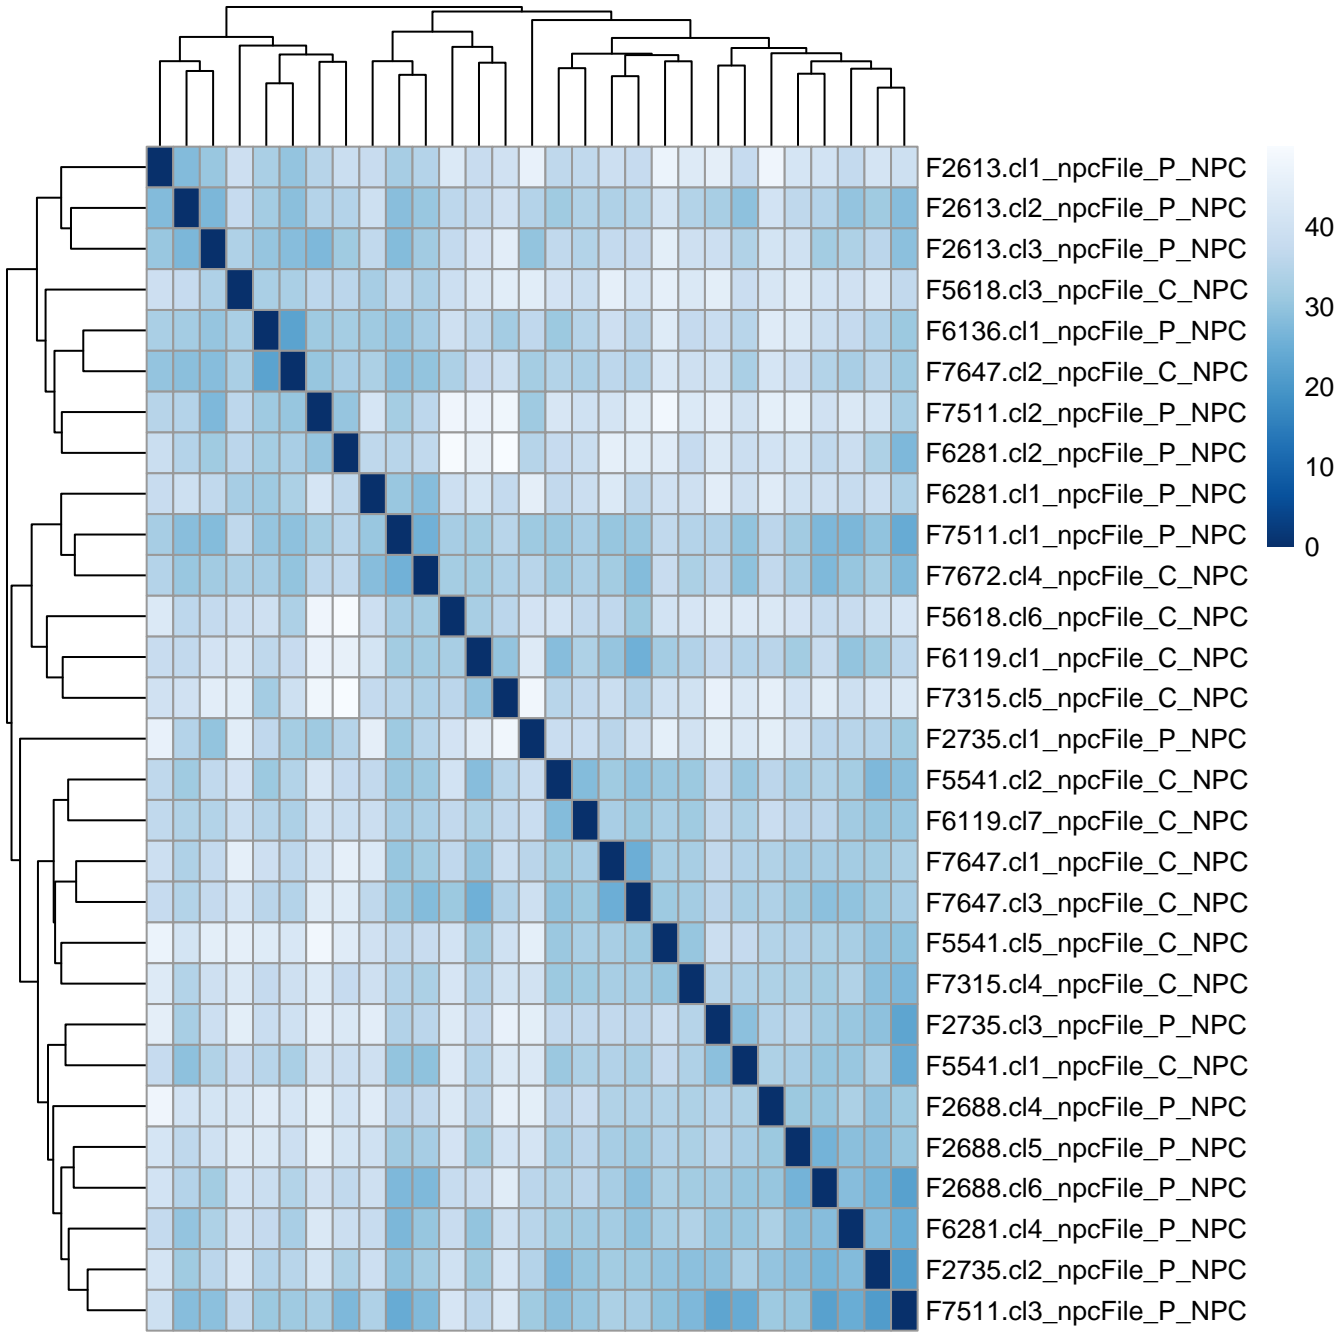 F2613.cl1_npcFile_P_NPC
F2613.cl2_npcFile_P_NPC
F2613.cl3_npcFile_P_NPC
F5618.cl3_npcFile_C_NPC
F6136.cl1_npcFile_P_NPC
F7647.cl2_npcFile_C_NPC
F7511.cl2_npcFile_P_NPC
F6281.cl2_npcFile_P_NPC
F6281.cl1_npcFile_P_NPC
F7511.cl1_npcFile_P_NPC
F7672.cl4_npcFile_C_NPC
F5618.cl6_npcFile_C_NPC
F6119.cl1_npcFile_C_NPC
F7315.cl5_npcFile_C_NPC
F2735.cl1_npcFile_P_NPC
F5541.cl2_npcFile_C_NPC
F6119.cl7_npcFile_C_NPC
F7647.cl1_npcFile_C_NPC
F7647.cl3_npcFile_C_NPC
F5541.cl5_npcFile_C_NPC
F7315.cl4_npcFile_C_NPC
F2735.cl3_npcFile_P_NPC
F5541.cl1_npcFile_C_NPC
F2688.cl4_npcFile_P_NPC
F2688.cl5_npcFile_P_NPC
F2688.cl6_npcFile_P_NPC
F6281.cl4_npcFile_P_NPC
F2735.cl2_npcFile_P_NPC
F7511.cl3_npcFile_P_NPC
40
30
20
10
0